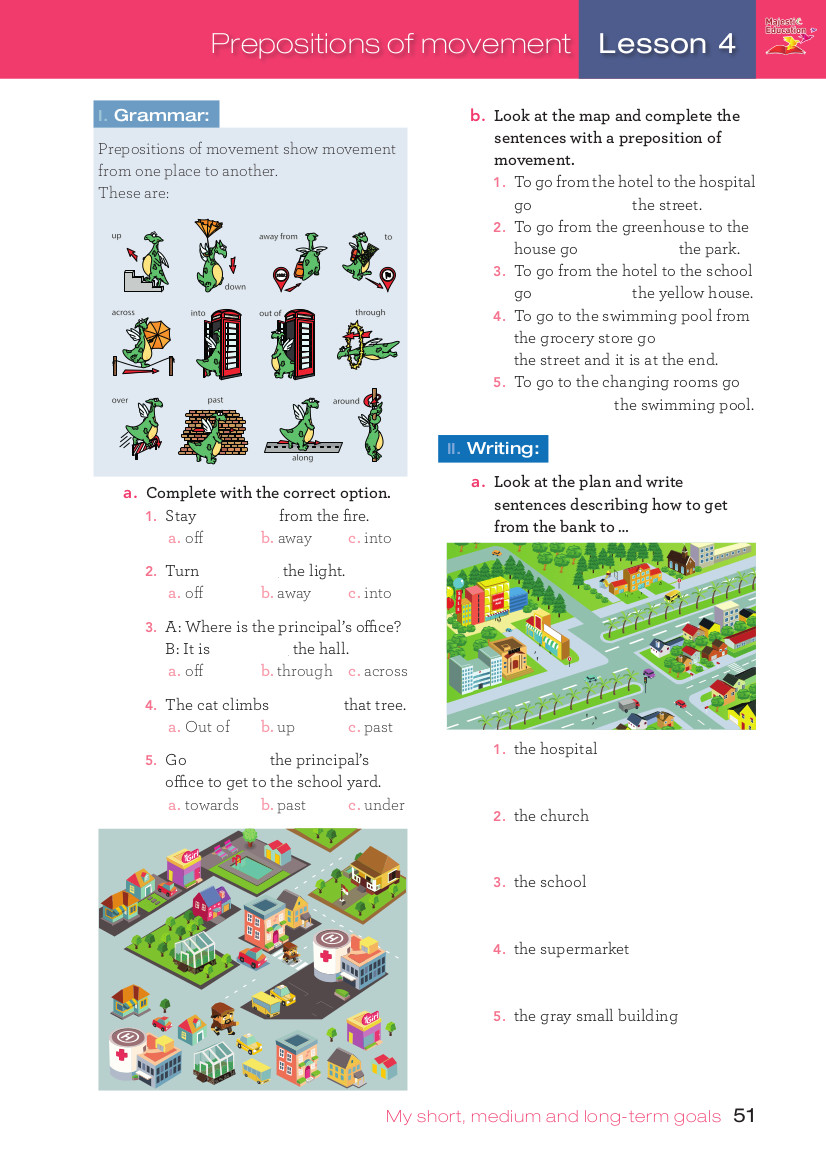 Prepositions of movement
Lesson 4
Majestic
Education
I. Grammar:
Prepositions of movement show movement
from one place to another.
These are:
up
down
away from
to
across
into
out of
through
over
past
along
around
a. Complete with the correct option.
1. Stay from the fire.
a. off b. away c. into
2. Turn the light.
a. off b. away c. into
3. A: Where is the principal's office?
B: It is the hall.
a. off b. through c. across
4. The cat climbs that tree.
a. Out of b. up c. past
5. Go the principal's
office to get to the school yard.
a. towards b. past c. under
b. Look at the map and complete the
sentences with a preposition of
movement.
1. To go from the hotel to the hospital
go the street.
2. To go from the greenhouse to the
house go the park.
3. To go from the hotel to the school
go the yellow house.
4. To go to the swimming pool from
the grocery store go
the street and it is at the end.
5. To go to the changing rooms go
the swimming pool.
II. Writing:
a. Look at the plan and write
sentences describing how to get
from the bank to ...
1. the hospital
2. the church
3. the school
4. the supermarket
5. the gray small building
My short, medium and long-term goals 51